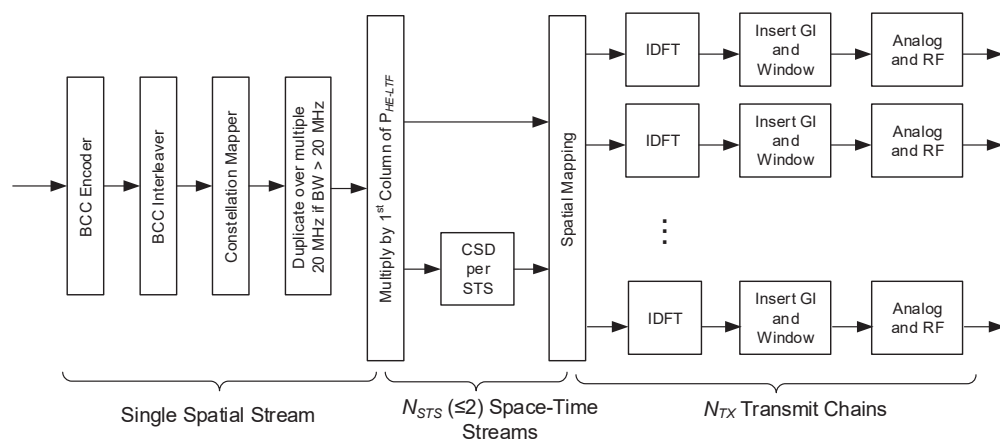 BCC Encoder
BCC Interleaver
Constellation Mapper
Duplicate over multiple
20 MHz if BW > 20 MHz
Multiply by 1st Column of PHE-LTF
CSD
per
STS
Spatial Mapping
IDFT
Insert GI
and
Window
Analog
and RF
IDFT
Insert GI
and
Window
Analog
and RF
...
IDFT
Insert GI
and
Window
Analog
and RF
Single Spatial Stream
NSTS (≤2) Space-Time
Streams
NTX Transmit Chains